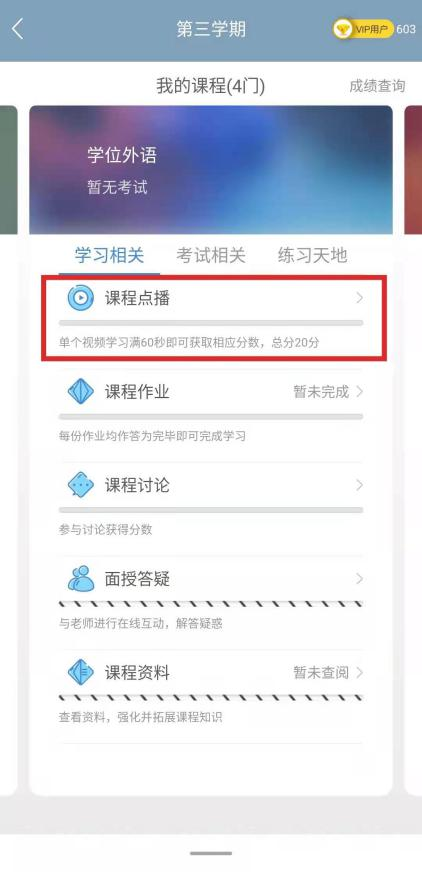 第三学期
VIP用户 603
我的课程(4门)
成绩查询
学位外语
暂无考试
学习相关 考试相关 练习天地
课程点播
单个视频学习满60秒即可获取相应分数，总分20分
课程作业 暂未完成
每份作业均作答为完毕即可完成学习
课程讨论
参与讨论获得分数
面授答疑
与老师进行在线互动，解答疑惑
课程资料 暂未查阅
查看资料，强化并拓展课程知识